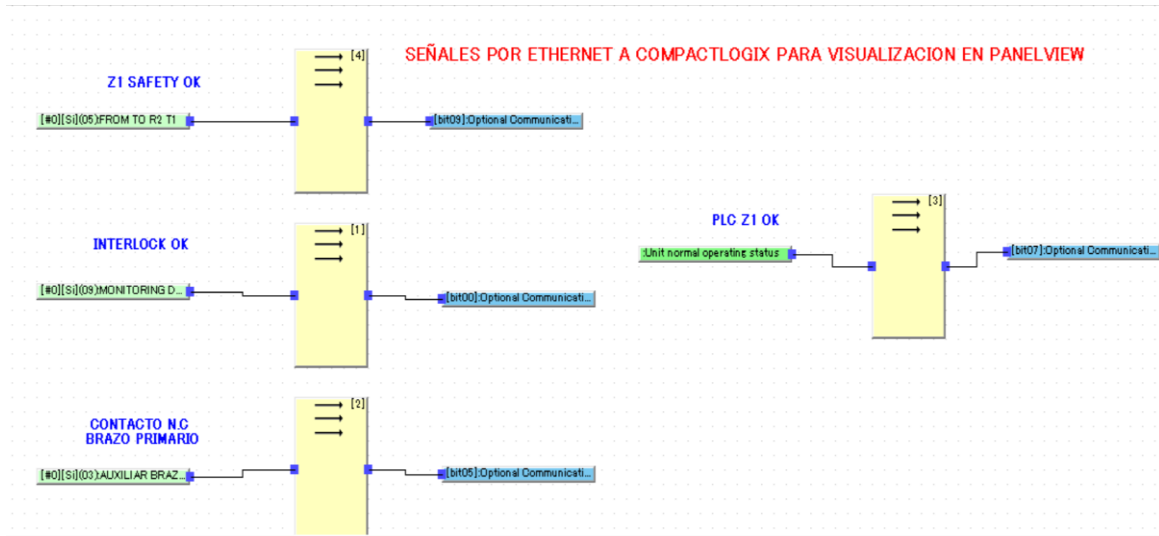 SEÑALES POR ETHERNET A COMPACTLOGIX PARA VISUALIZACION EN PANELVIEW
[4]
Z1 SAFETY OK
[#0][Si](05):FROM TO R2 T1
[bit09]:Optional Communicati...
[1]
INTERLOCK OK
[#0][Si](09):MONITORING D...
[bit00]:Optional Communicati...
[2]
CONTACTO N.C
BRAZO PRIMARIO
[#0][Si](03):AUXILIAR BRAZ...
[bit05]:Optional Communicati...
[3]
PLC Z1 OK
:Unit normal operating status
[bit07]:Optional Communicati...